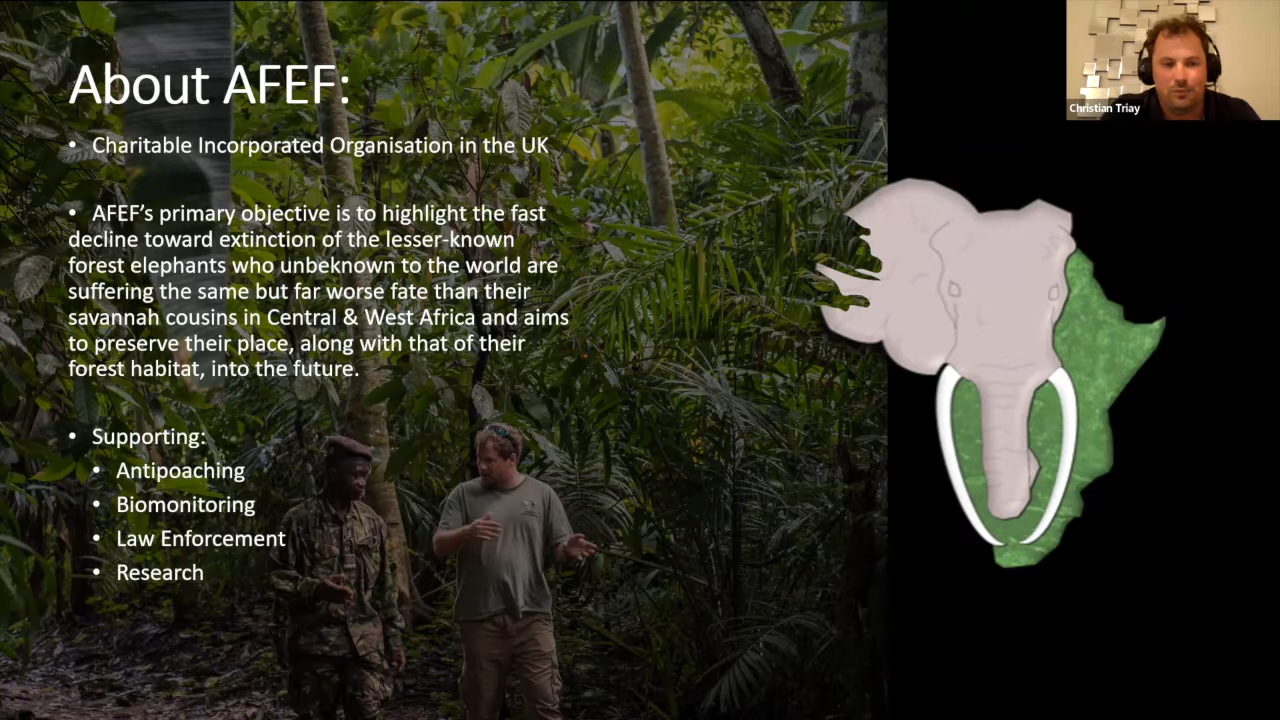 About AFEF:
• Charitable Incorporated Organisation in the UK
• AFEF’s primary objective is to highlight the fast
decline toward extinction of the lesser-known
forest elephants who unbeknown to the world are
suffering the same but far worse fate than their
savannah cousins in Central & West Africa and aims
to preserve their place, along with that of their
forest habitat, into the future.
• Supporting:
• Antipoaching
• Biomonitoring
• Law Enforcement
• Research
Christian Triay